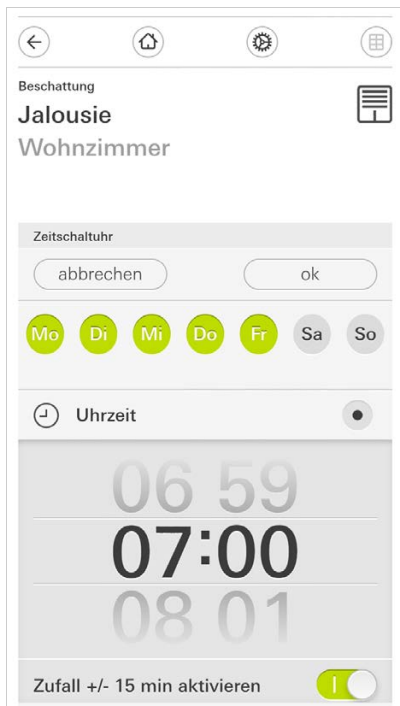 Beschattung
Jalousie
Wohnzimmer
Zeitschaltuhr
abbrechen ok
Mo Di Mi Do Fr Sa So
Uhrzeit
06 59
07:00
08 01
Zufall +/- 15 min aktivieren